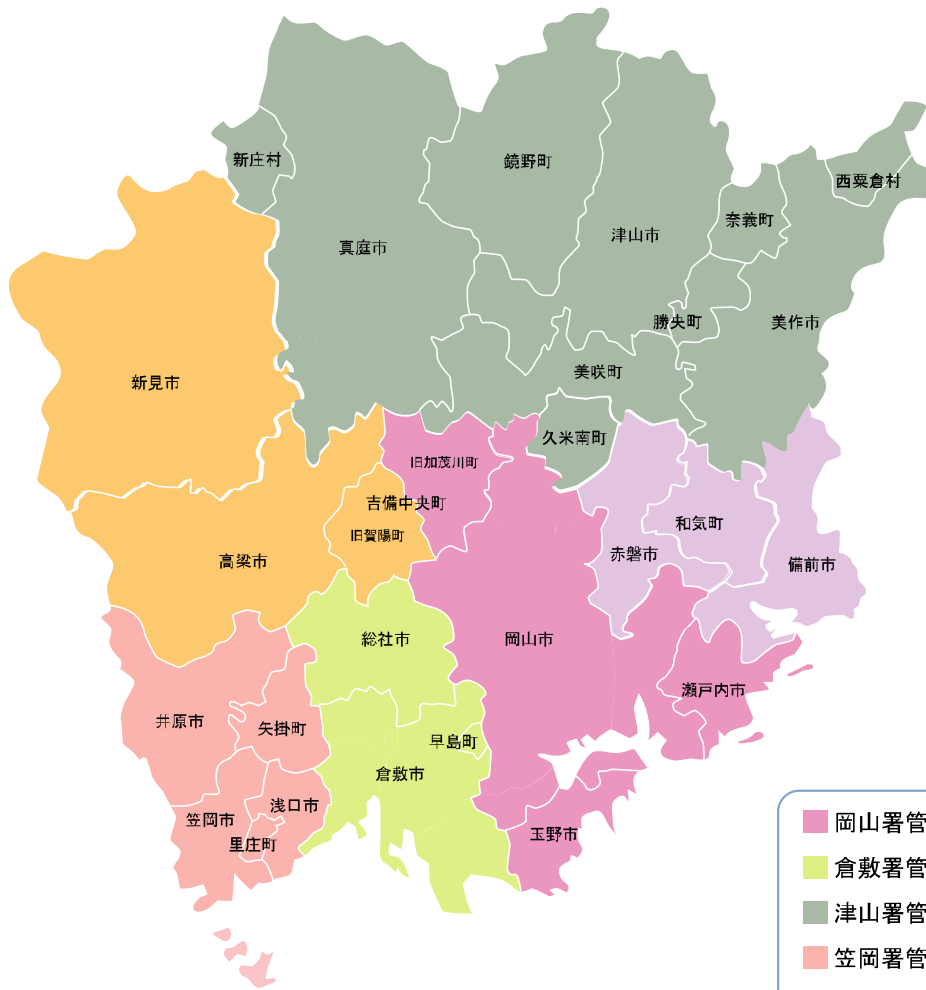 新庄村
鏡野町
西粟倉村
奈義町
津山市
真庭市
勝央町
美作市
美咲町
新見市
久米南町
旧加茂川町
吉備中央町
和気町
旧賀陽町
赤磐市
高梁市
備前市
総社市
岡山市
瀬戸内市
井原市
矢掛町
早島町
倉敷市
浅口市
笠岡市
玉野市
里庄町
岡山署管
倉敷署管
津山署管
笠岡署管